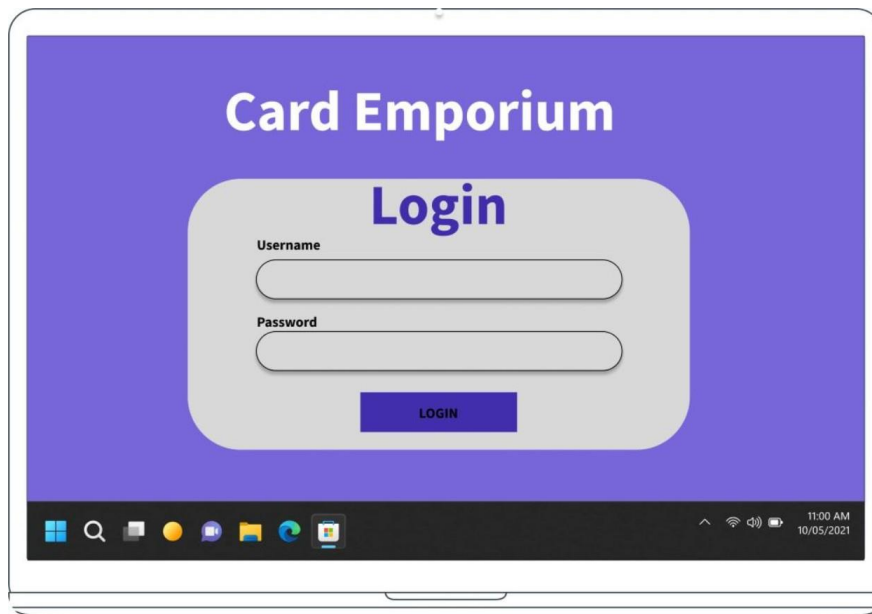 Card Emporium
Login
Username
Password
LOGIN
11:00 AM
10/05/2021